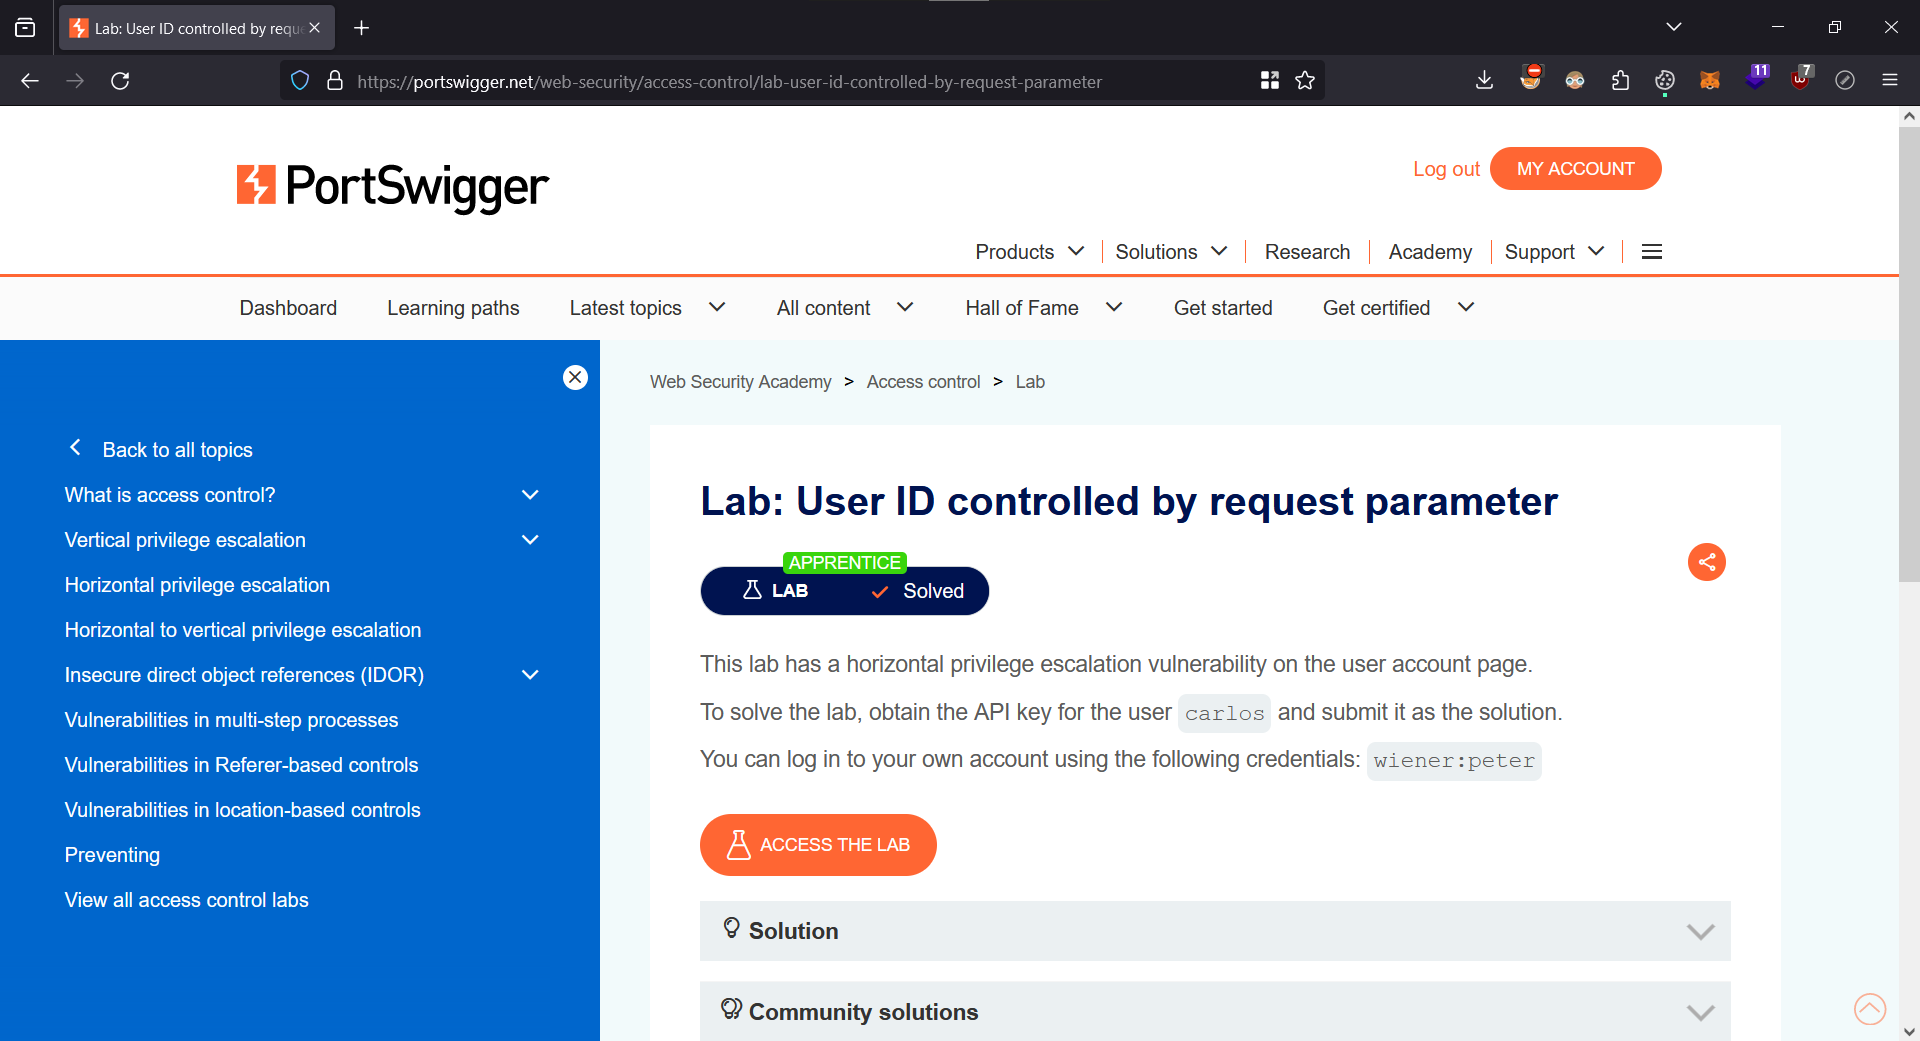 Lab: User ID controlled by reque
https://portswigger.net/web-security/access-control/lab-user-id-controlled-by-request-parameter
11
7
PortSwigger
Log out
MY ACCOUNT
Products
Solutions
Research
Academy
Support
Dashboard
Learning paths
Latest topics
All content
Hall of Fame
Get started
Get certified
Back to all topics
What is access control?
Vertical privilege escalation
Horizontal privilege escalation
Horizontal to vertical privilege escalation
Insecure direct object references (IDOR)
Vulnerabilities in multi-step processes
Vulnerabilities in Referer-based controls
Vulnerabilities in location-based controls
Preventing
View all access control labs
Web Security Academy > Access control > Lab
Lab: User ID controlled by request parameter
APPRENTICE
LAB
Solved
This lab has a horizontal privilege escalation vulnerability on the user account page.
To solve the lab, obtain the API key for the user carlos and submit it as the solution.
You can log in to your own account using the following credentials: wiener:peter
ACCESS THE LAB
Solution
Community solutions